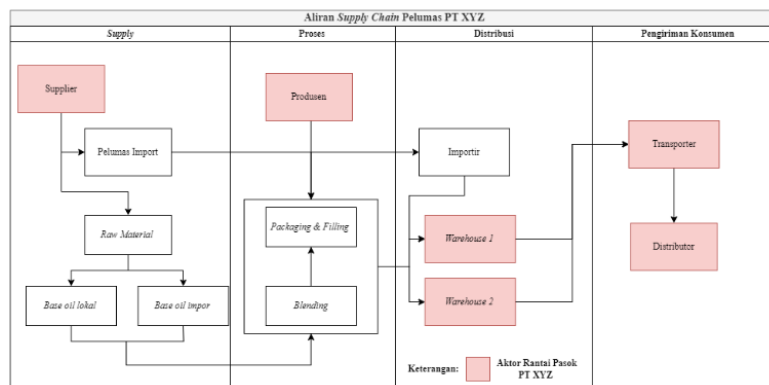 Aliran Supply Chain Pelumas PT XYZ
Supply
Proses
Distribusi
Pengiriman Konsumen
Supplier
Produsen
Pelumas Import
Importir
Transporter
Raw Material
Packaging & Filling
Warehouse 1
Distributor
Base oil lokal
Base oil impor
Blending
Warehouse 2
Keterangan:
Aktor Rantai Pasok
PT XYZ